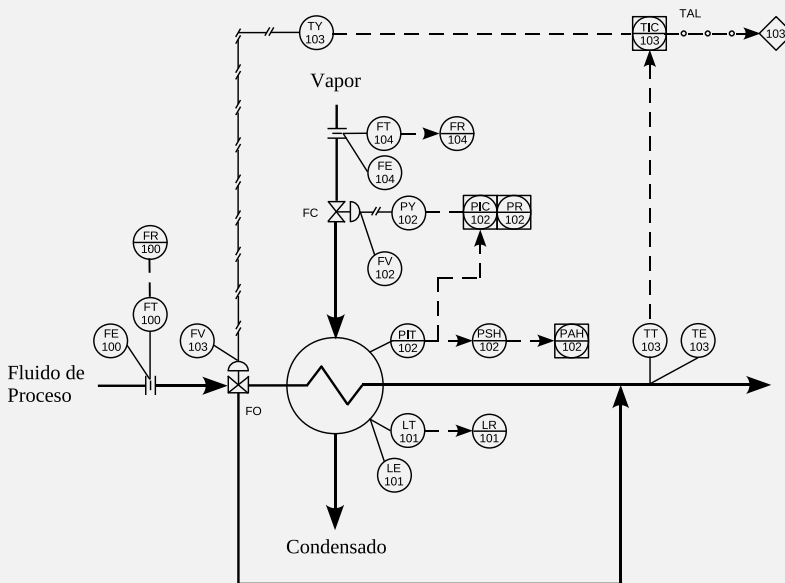 TY
103
TIC
103
TAL
103
Vapor
FT
104
FR
104
FE
104
FC
PY
102
PIC
102
PR
102
FR
100
FV
102
FT
100
FE
100
FV
103
PIT
102
PSH
102
PAH
102
TT
103
TE
103
Fluido de
Proceso
FO
LT
101
LR
101
LE
101
Condensado